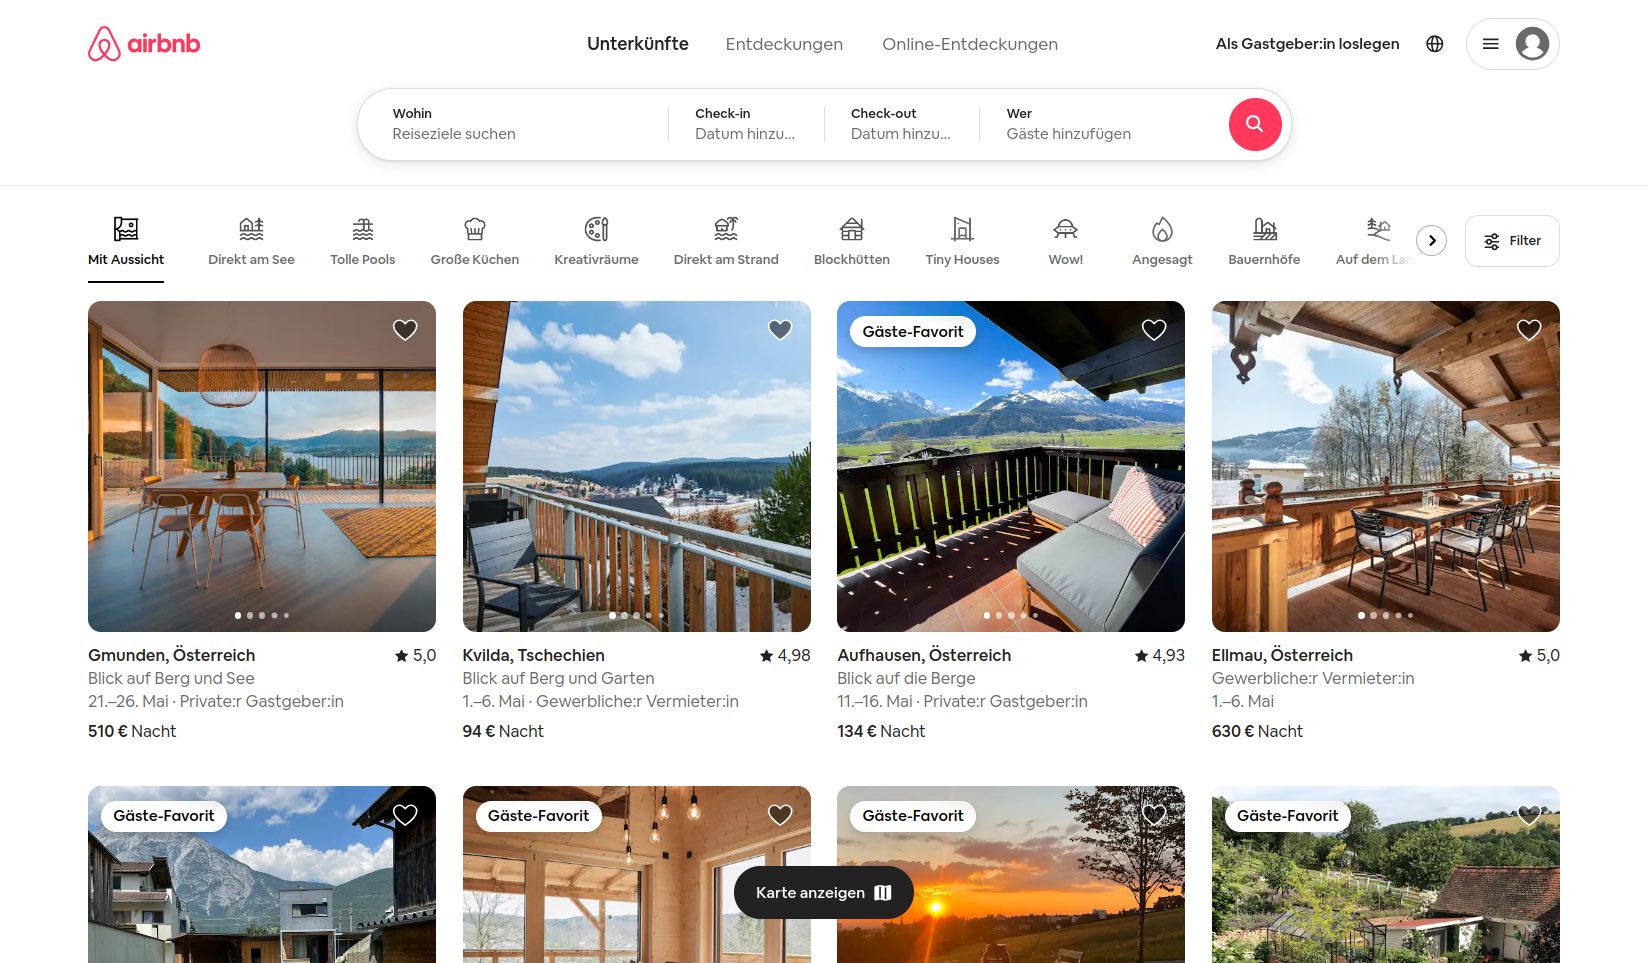 airbnb
Unterkünfte
Entdeckungen
Online-Entdeckungen
Als Gastgeber:in loslegen
Wohin
Reiseziele suchen
Check-in
Datum hinzu...
Check-out
Datum hinzu...
Wer
Gäste hinzufügen
Mit Aussicht
Direkt am See
Tolle Pools
Große Küchen
Kreativräume
Direkt am Strand
Blockhütten
Tiny Houses
Wow!
Angesagt
Bauernhöfe
Auf dem Lan
Filter
Gmunden, Österreich
5,0
Blick auf Berg und See
21.–26. Mai · Private:r Gastgeber:in
510 € Nacht
Kvilda, Tschechien
4,98
Blick auf Berg und Garten
1.–6. Mai · Gewerbliche:r Vermieter:in
94 € Nacht
Gäste-Favorit
Aufhausen, Österreich
4,93
Blick auf die Berge
11.–16. Mai · Private:r Gastgeber:in
134 € Nacht
Ellmau, Österreich
5,0
Gewerbliche:r Vermieter:in
1.–6. Mai
630 € Nacht
Gäste-Favorit
Gäste-Favorit
Gäste-Favorit
Gäste-Favorit
Karte anzeigen